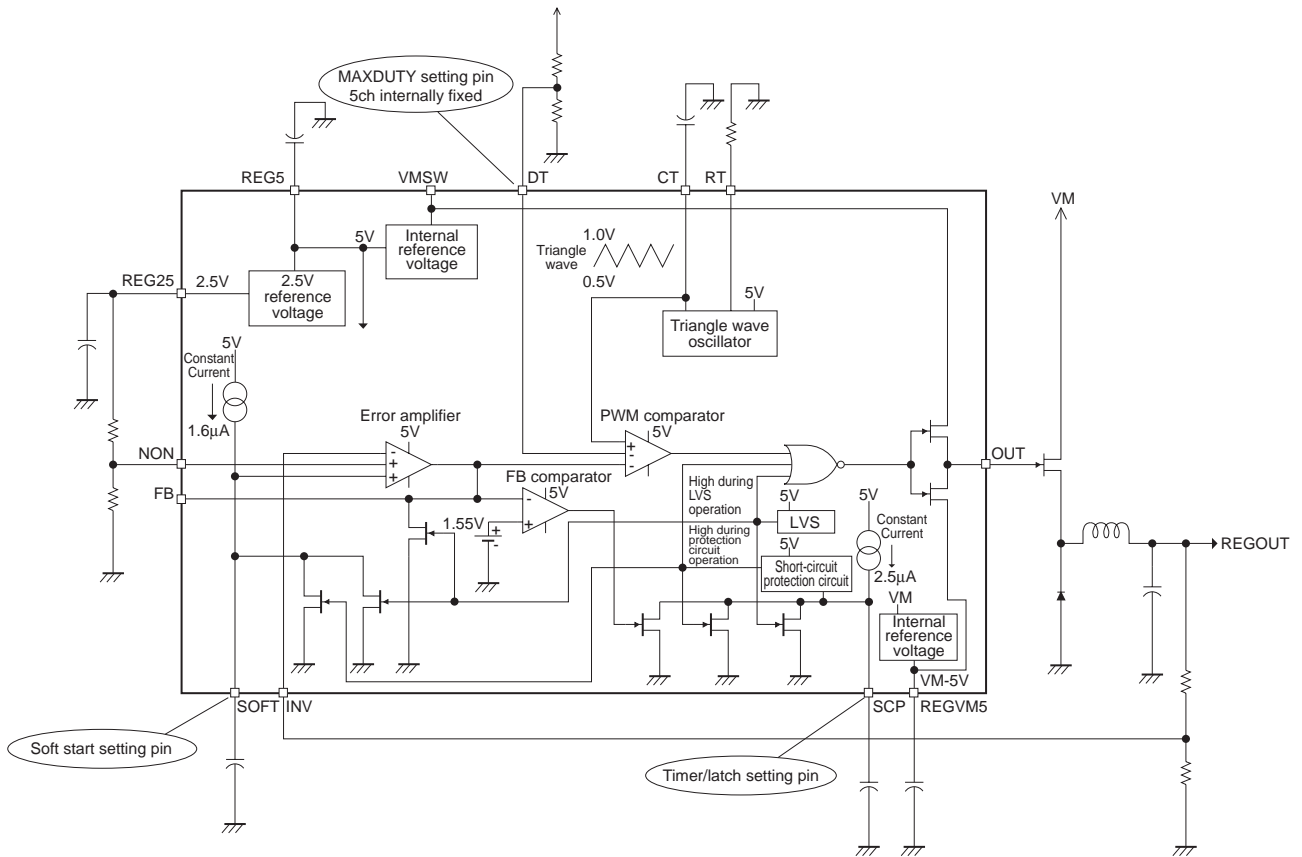 MAXDUTY setting pin
5ch internally fixed
REG5
VMSW
DT
CT
RT
VM
5V
Internal
reference
voltage
Triangle
wave
1.0V
0.5V
REG25
2.5V
2.5V
reference
voltage
5V
Triangle wave
oscillator
5V
Constant
Current
1.6μA
Error amplifier
5V
PWM comparator
5V
-
+
+
+
-
-
NON
OUT
FB
FB comparator
5V
-
+
1.55V
+
-
High during
LVS
operation
5V
LVS
High during
protection
circuit
operation
5V
Short-circuit
protection circuit
5V
Constant
Current
2.5μA
REGOUT
VM
Internal
reference
voltage
VM-5V
SOFT
INV
SCP
REGVM5
Soft start setting pin
Timer/latch setting pin